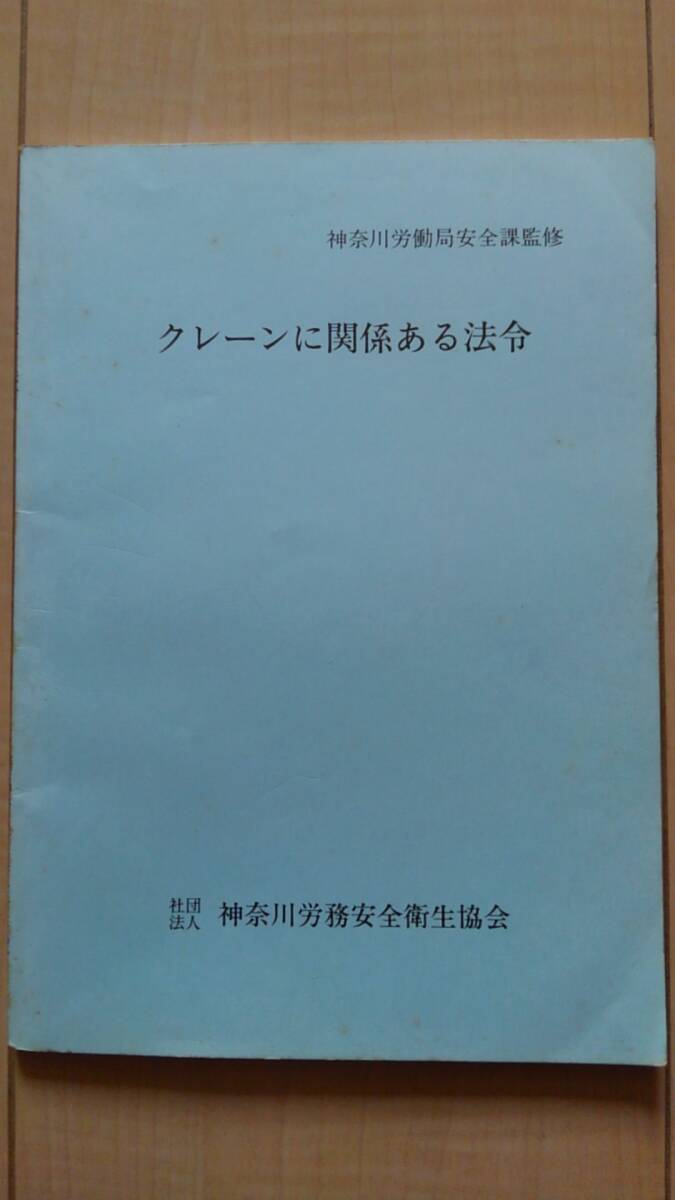 神奈川労働局安全課監修
クレーンに関係ある法令
社団法人 神奈川労務安全衛生協会